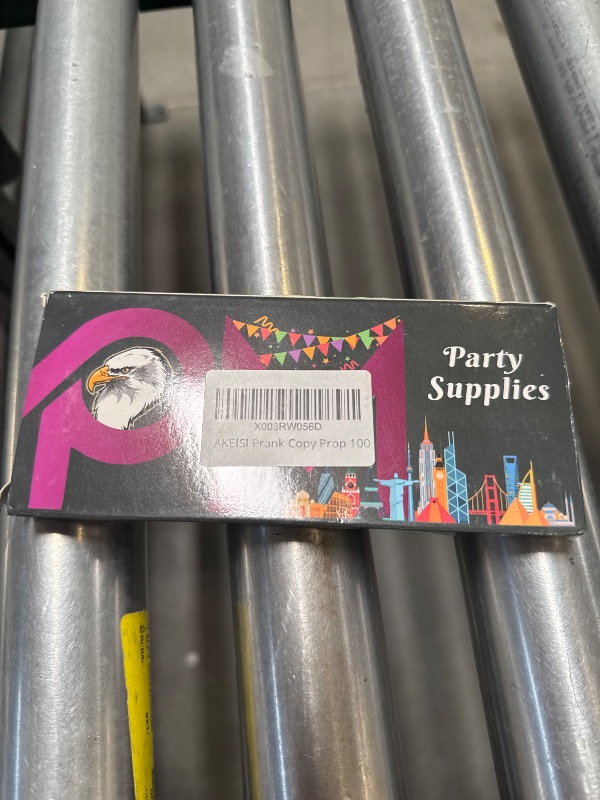 Party
Supplies
X003RW056D
AKEISI Prank Copy Prop 100